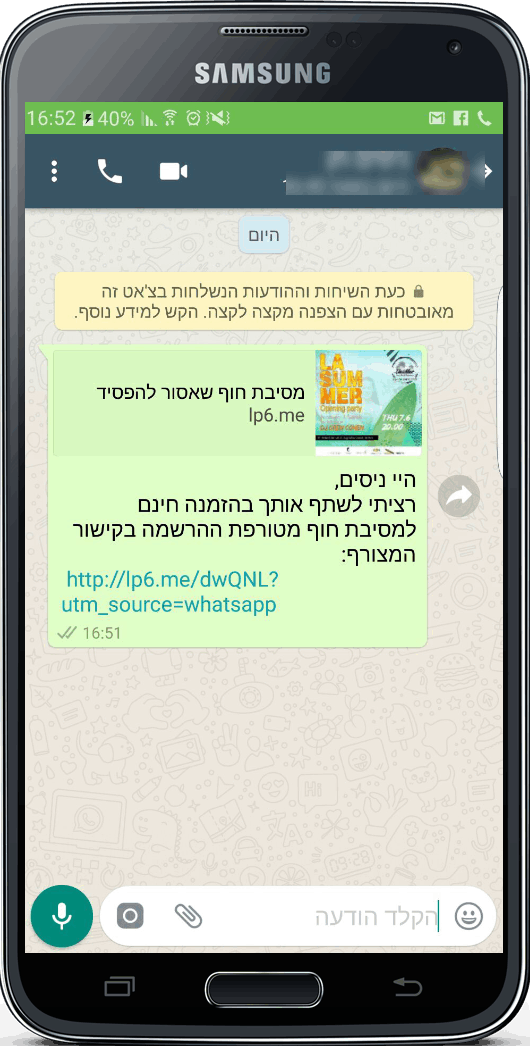 SAMSUNG
16:52 40%
היום
כעת השיחות וההודעות הנשלחות בצ'אט זה
מאובטחות עם הצפנה מקצה לקצה. הקש למידע נוסף.
LA
SUM
MER
Opening party
THU 7.6
20:00
מסיבת חוף שאסור להפסיד
lp6.me
היי ניסים,
רציתי לשתף אותך בהזמנה חינם
למסיבת חוף מטורפת ההרשמה בקישור
המצורף:
http://lp6.me/dwQNL?
utm_source=whatsapp
16:51
הקלד הודעה